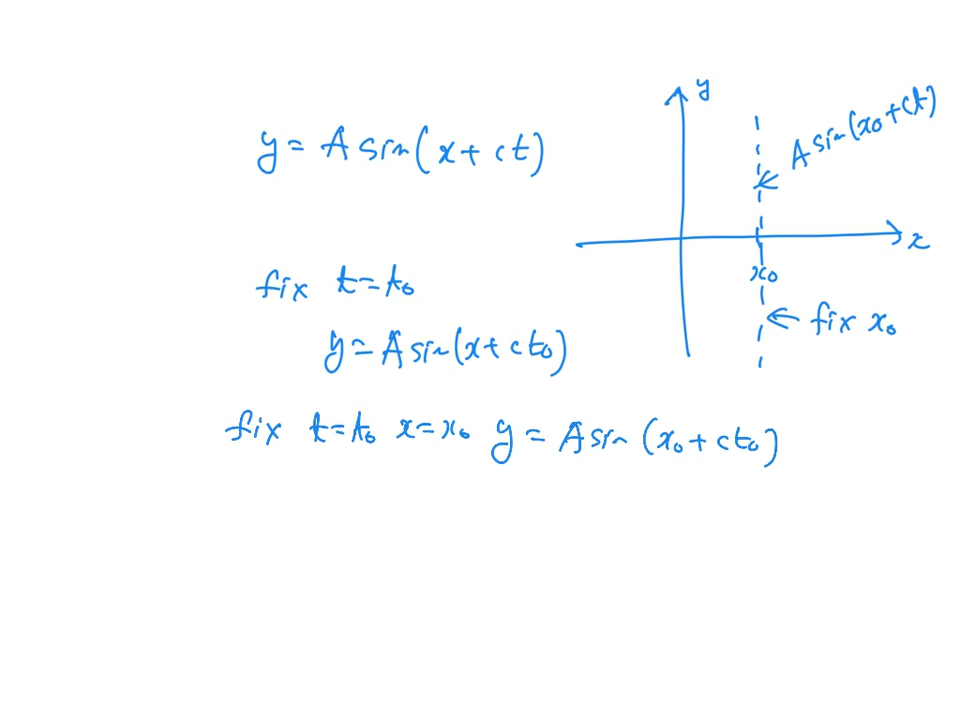 y
A sin(x₀+ct)
y = A sin(x+ct)
x
x₀
fix t=t₀
← fix x₀
y = A sin(x+ct₀)
fix t=t₀ x=x₀ y = A sin(x₀+ct₀)